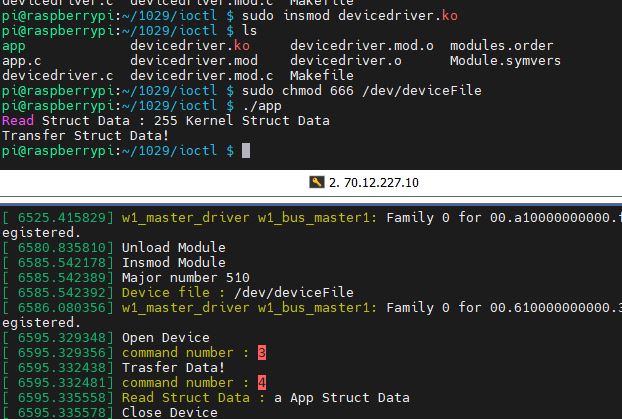 devicedriver.c devicedriver.mod.c Makefile
pi@raspberrypi:~/1029/ioctl $ sudo insmod devicedriver.ko
pi@raspberrypi:~/1029/ioctl $ ls
app devicedriver.ko devicedriver.mod.o modules.order
app.c devicedriver.mod devicedriver.o Module.symvers
devicedriver.c devicedriver.mod.c Makefile
pi@raspberrypi:~/1029/ioctl $ sudo chmod 666 /dev/deviceFile
pi@raspberrypi:~/1029/ioctl $ ./app
Read Struct Data : 255 Kernel Struct Data
Transfer Struct Data!
pi@raspberrypi:~/1029/ioctl $
2. 70.12.227.10
[ 6525.415829] w1_master_driver w1_bus_master1: Family 0 for 00.a10000000000.
egistered.
[ 6580.835810] Unload Module
[ 6585.542178] Insmod Module
[ 6585.542389] Major number 510
[ 6585.542392] Device file : /dev/deviceFile
[ 6586.080356] w1_master_driver w1_bus_master1: Family 0 for 00.610000000000.3
egistered.
[ 6595.329348] Open Device
[ 6595.329356] command number : 3
[ 6595.332438] Trasfer Data!
[ 6595.332481] command number : 4
[ 6595.335558] Read Struct Data : a App Struct Data
[ 6595.335578] Close Device